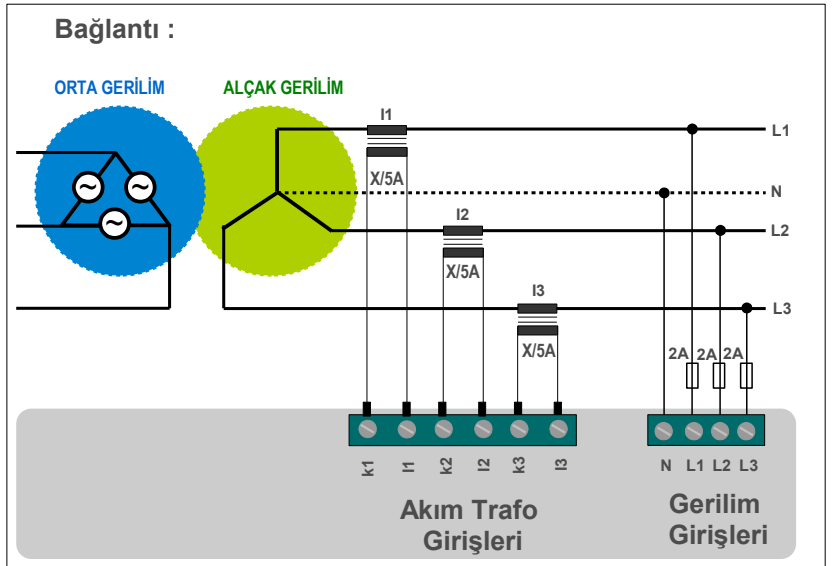 Bağlantı :
ORTA GERİLİM
ALÇAK GERİLİM
I1
L1
X/5A
N
I2
L2
X/5A
I3
L3
X/5A
2A 2A 2A
k1 l1 k2 l2 k3 l3
N L1 L2 L3
Akım Trafo
Girişleri
Gerilim
Girişleri